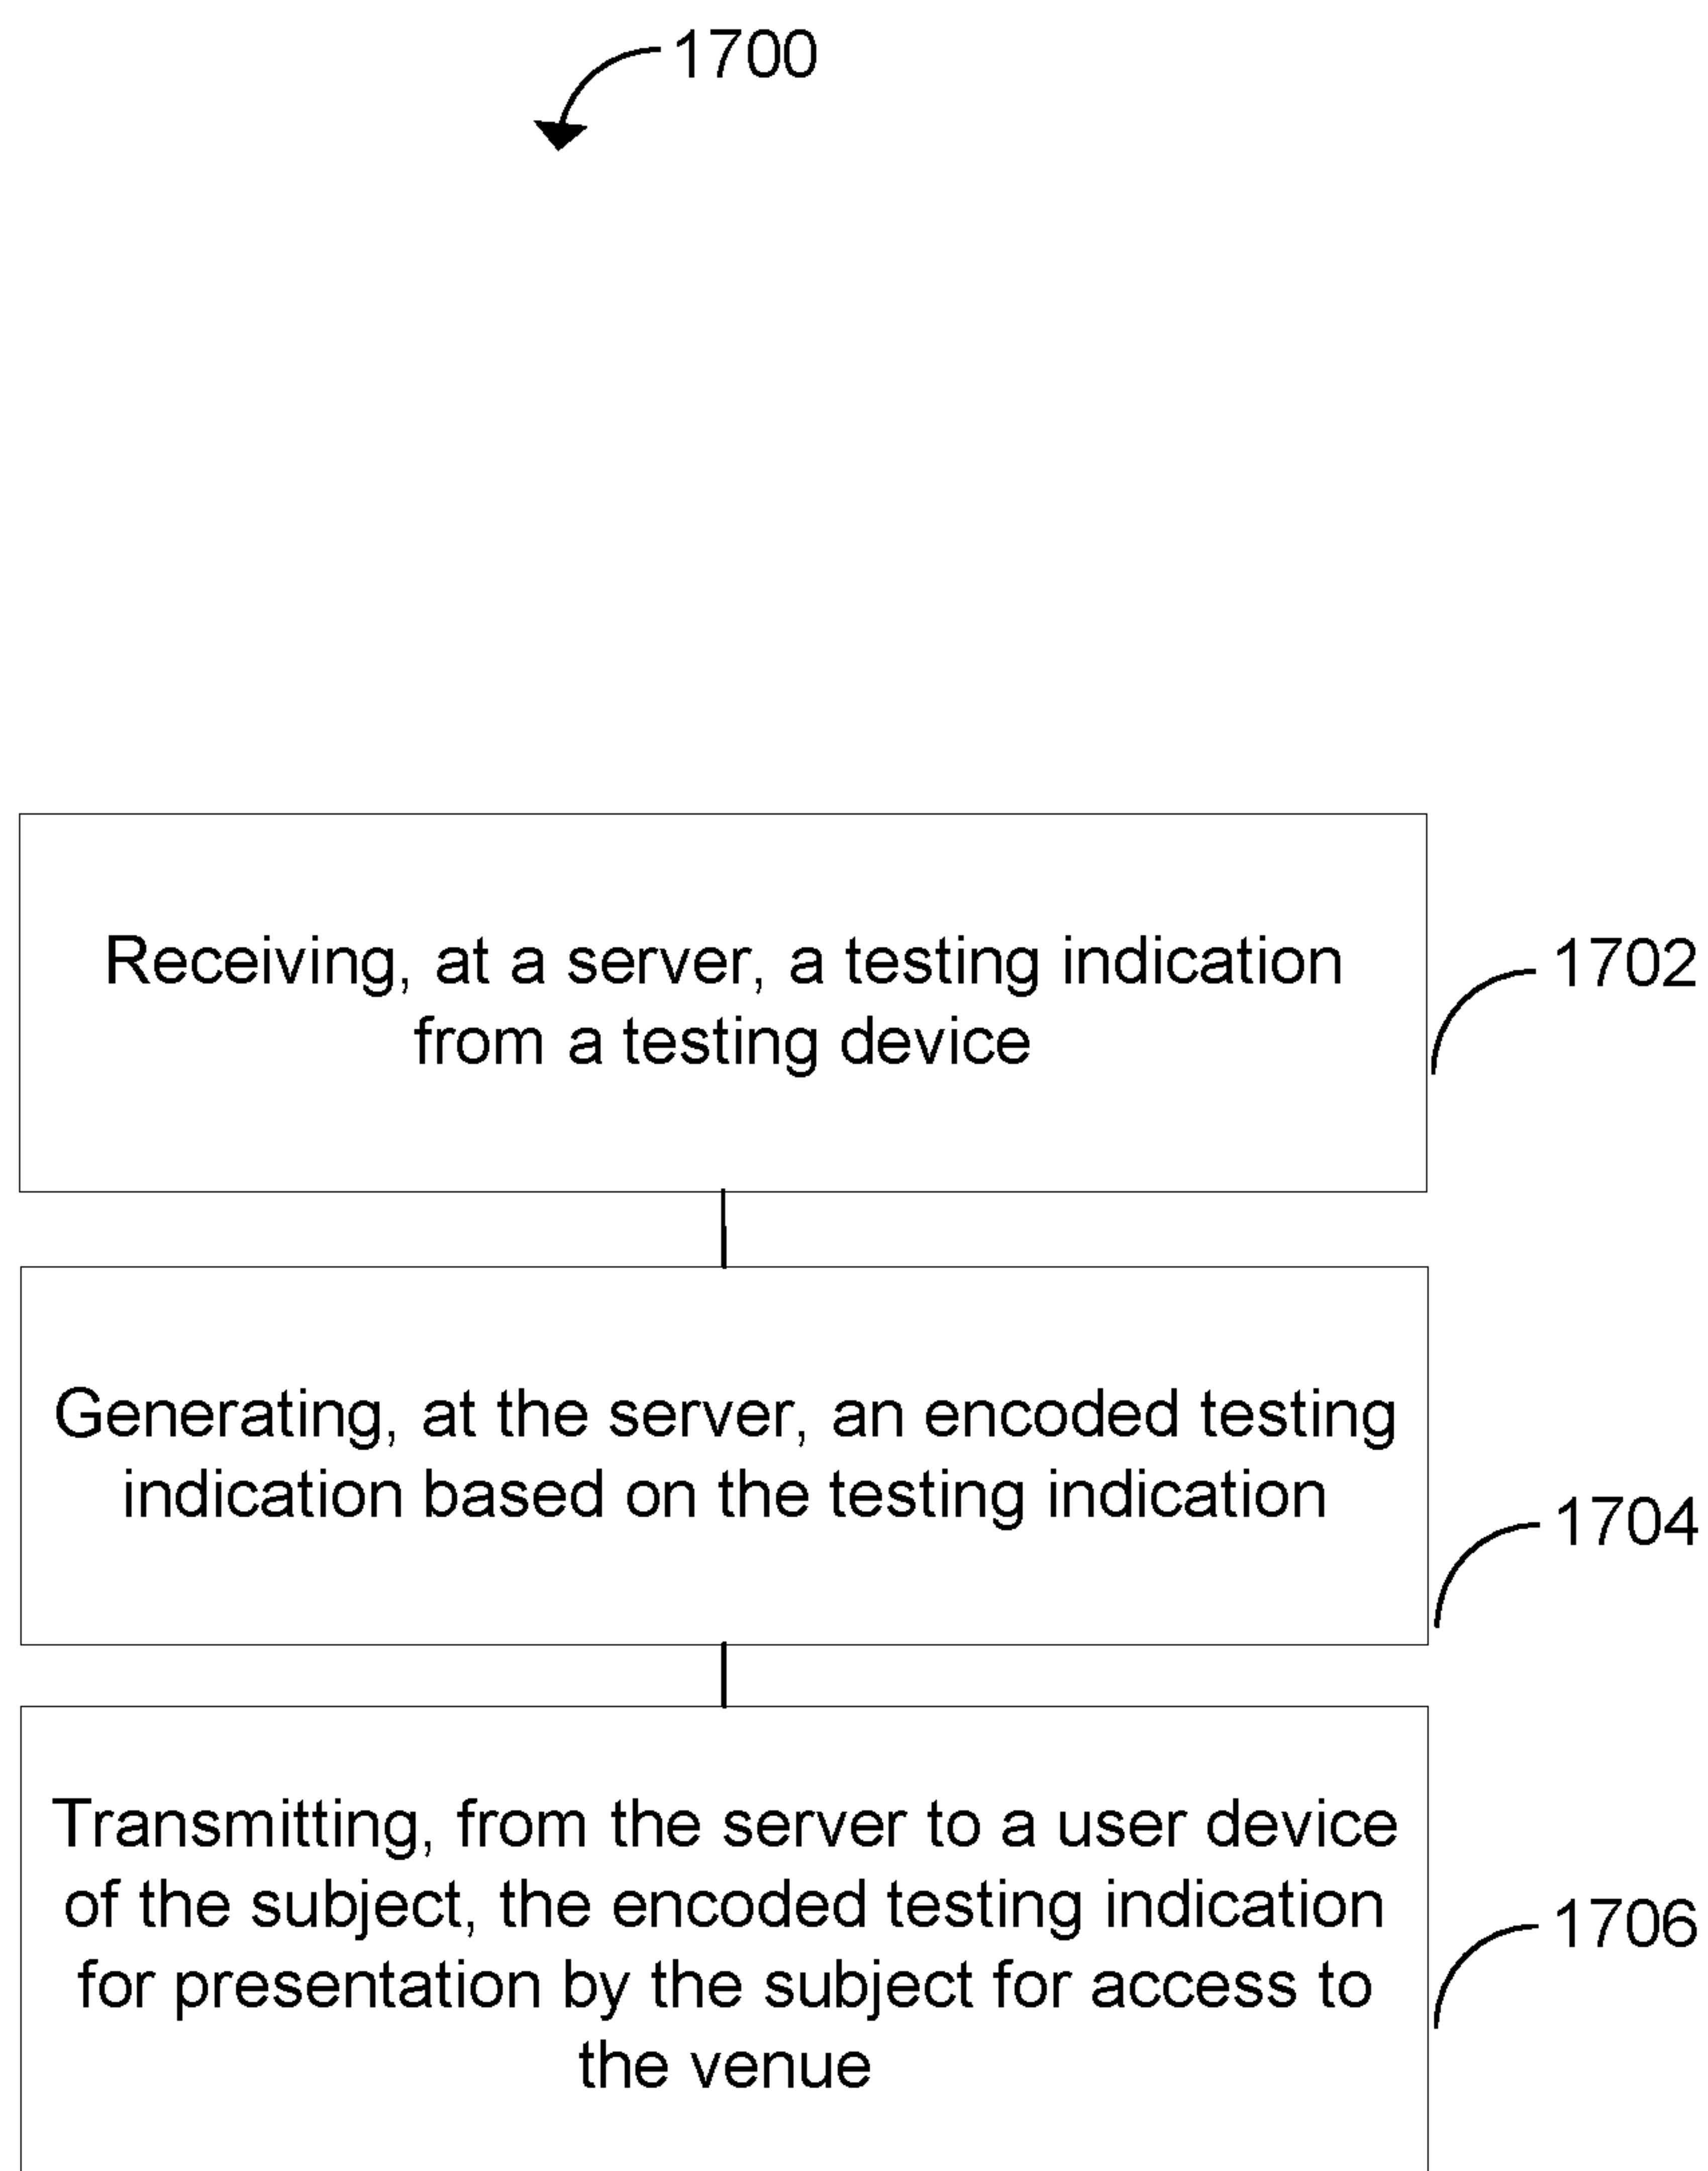 1700
Receiving, at a server, a testing indication
from a testing device
1702
Generating, at the server, an encoded testing
indication based on the testing indication
1704
Transmitting, from the server to a user device
of the subject, the encoded testing indication
for presentation by the subject for access to
the venue
1706